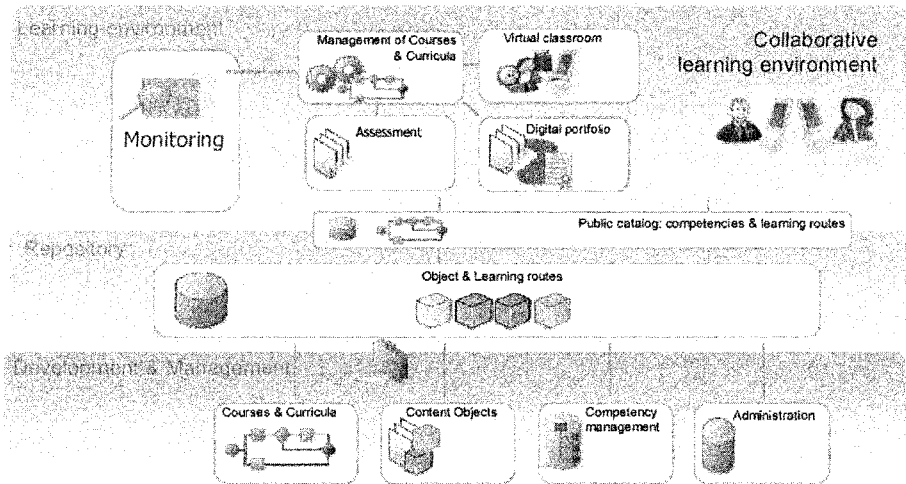 Learning environment
Management of Courses
& Curricula
Virtual classroom
Collaborative
learning environment
Monitoring
Assessment
Digital portfolio
Public catalog: competencies & learning routes
Repository
Object & Learning routes
Development & Management
Courses & Curricula
Content Objects
Competency
management
Administration